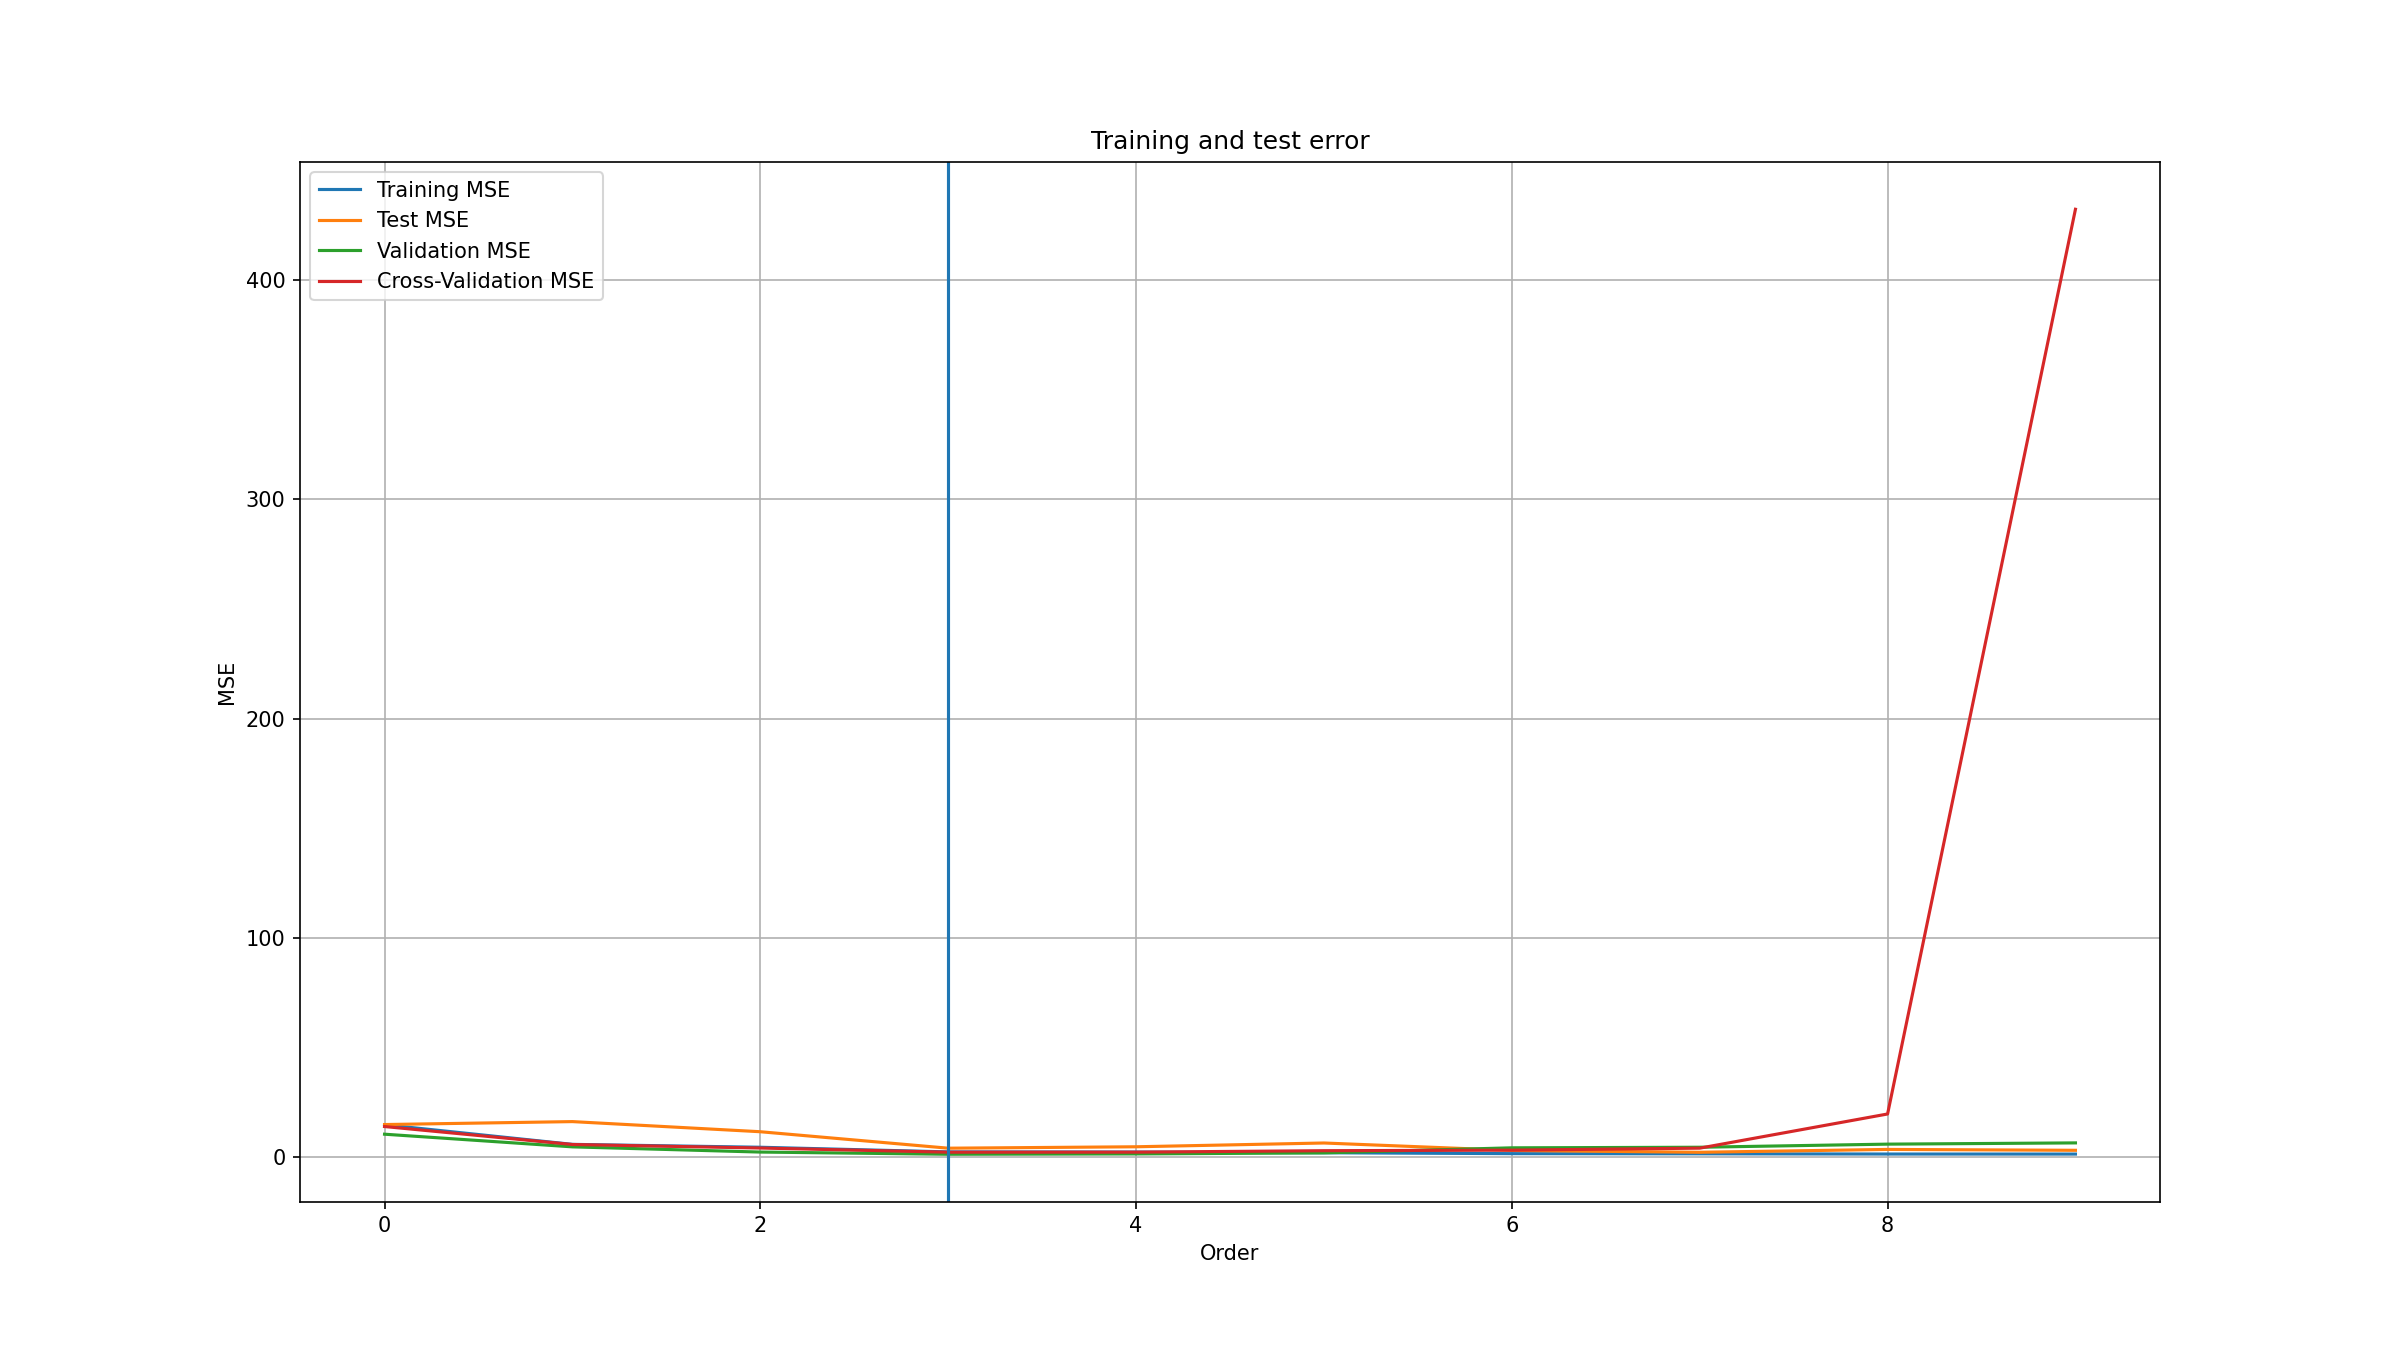 Training and test error
Training MSE
Test MSE
Validation MSE
Cross-Validation MSE
400
300
200
100
0
MSE
0 2 4 6 8
Order